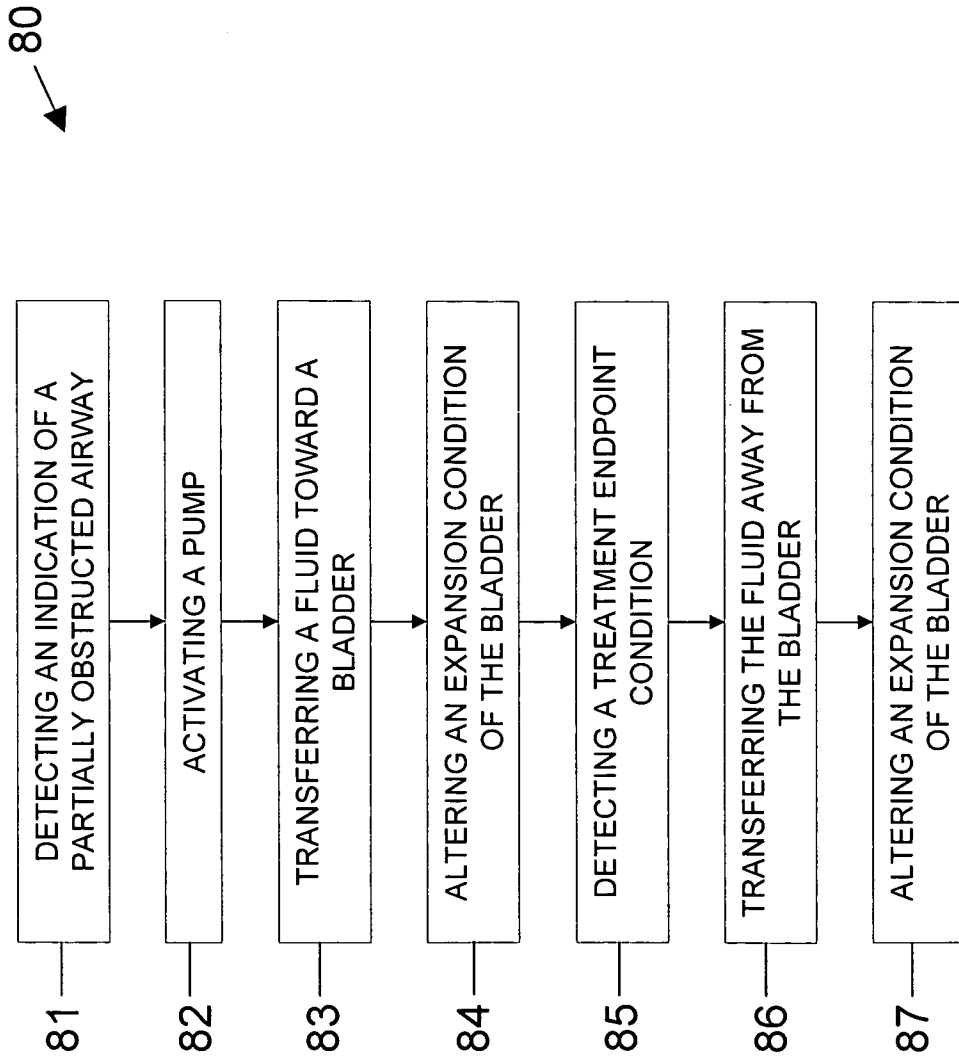 80
81
DETECTING AN INDICATION OF A
PARTIALLY OBSTRUCTED AIRWAY
82
ACTIVATING A PUMP
83
TRANSFERRING A FLUID TOWARD A
BLADDER
84
ALTERING AN EXPANSION CONDITION
OF THE BLADDER
85
DETECTING A TREATMENT ENDPOINT
CONDITION
86
TRANSFERRING THE FLUID AWAY FROM
THE BLADDER
87
ALTERING AN EXPANSION CONDITION
OF THE BLADDER